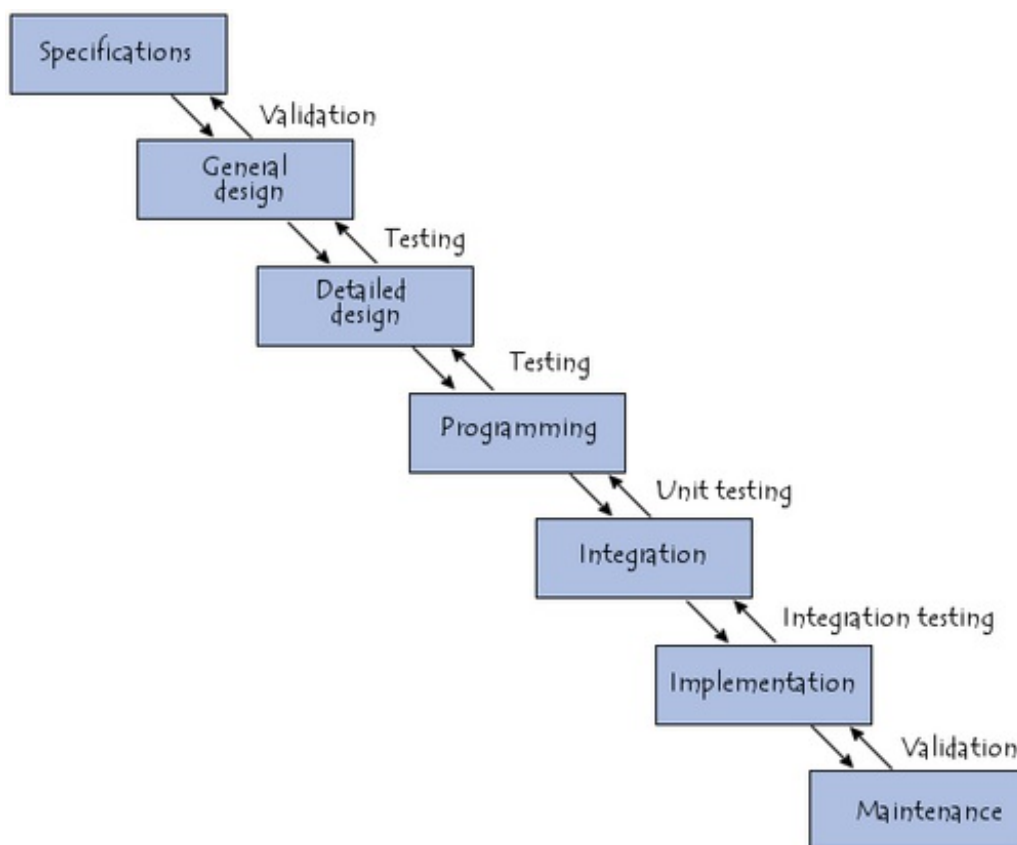 Specifications
Validation
General
design
Testing
Detailed
design
Testing
Programming
Unit testing
Integration
Integration testing
Implementation
Validation
Maintenance